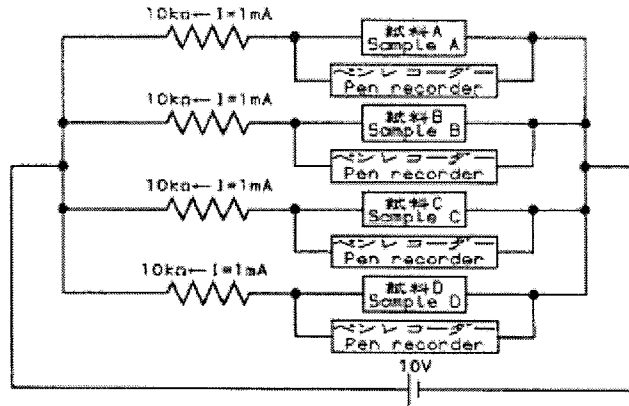 10kΩ← I=1mA
試料A
Sample A
ペンレコーダー
Pen recorder
10kΩ← I=1mA
試料B
Sample B
ペンレコーダー
Pen recorder
10kΩ← I=1mA
試料C
Sample C
ペンレコーダー
Pen recorder
10kΩ← I=1mA
試料D
Sample D
ペンレコーダー
Pen recorder
10V